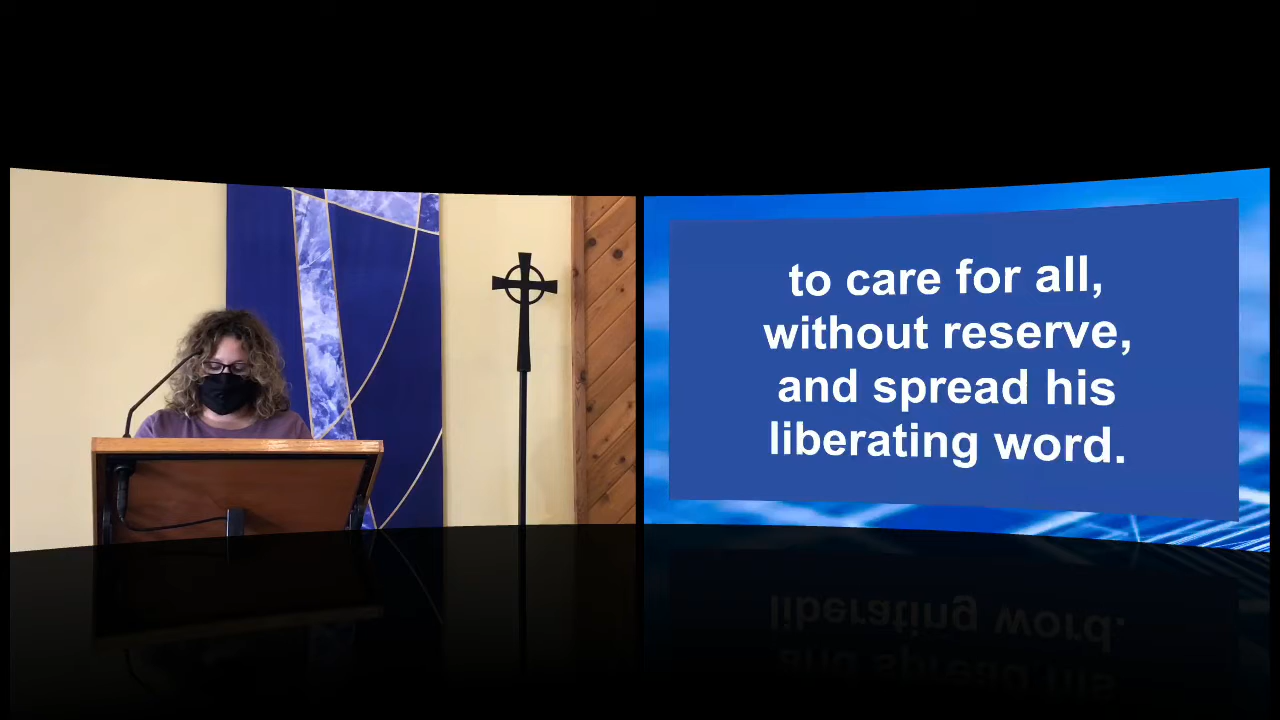 to care for all,
without reserve,
and spread his
liberating word.